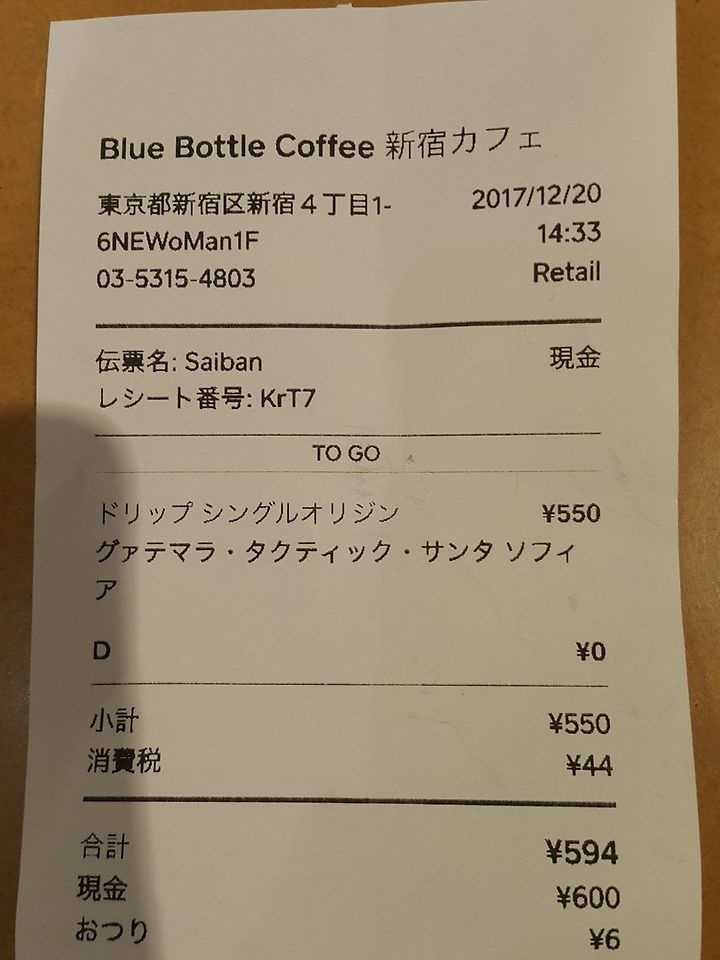 Blue Bottle Coffee 新宿カフェ
東京都新宿区新宿4丁目1- 2017/12/20
6NEWoMan1F 14:33
03-5315-4803 Retail
伝票名: Saiban 現金
レシート番号: KrT7
TO GO
ドリップ シングルオリジン ¥550
グァテマラ・タクティック・サンタ ソフィ
ア
D ¥0
小計 ¥550
消費税 ¥44
合計 ¥594
現金 ¥600
おつり ¥6